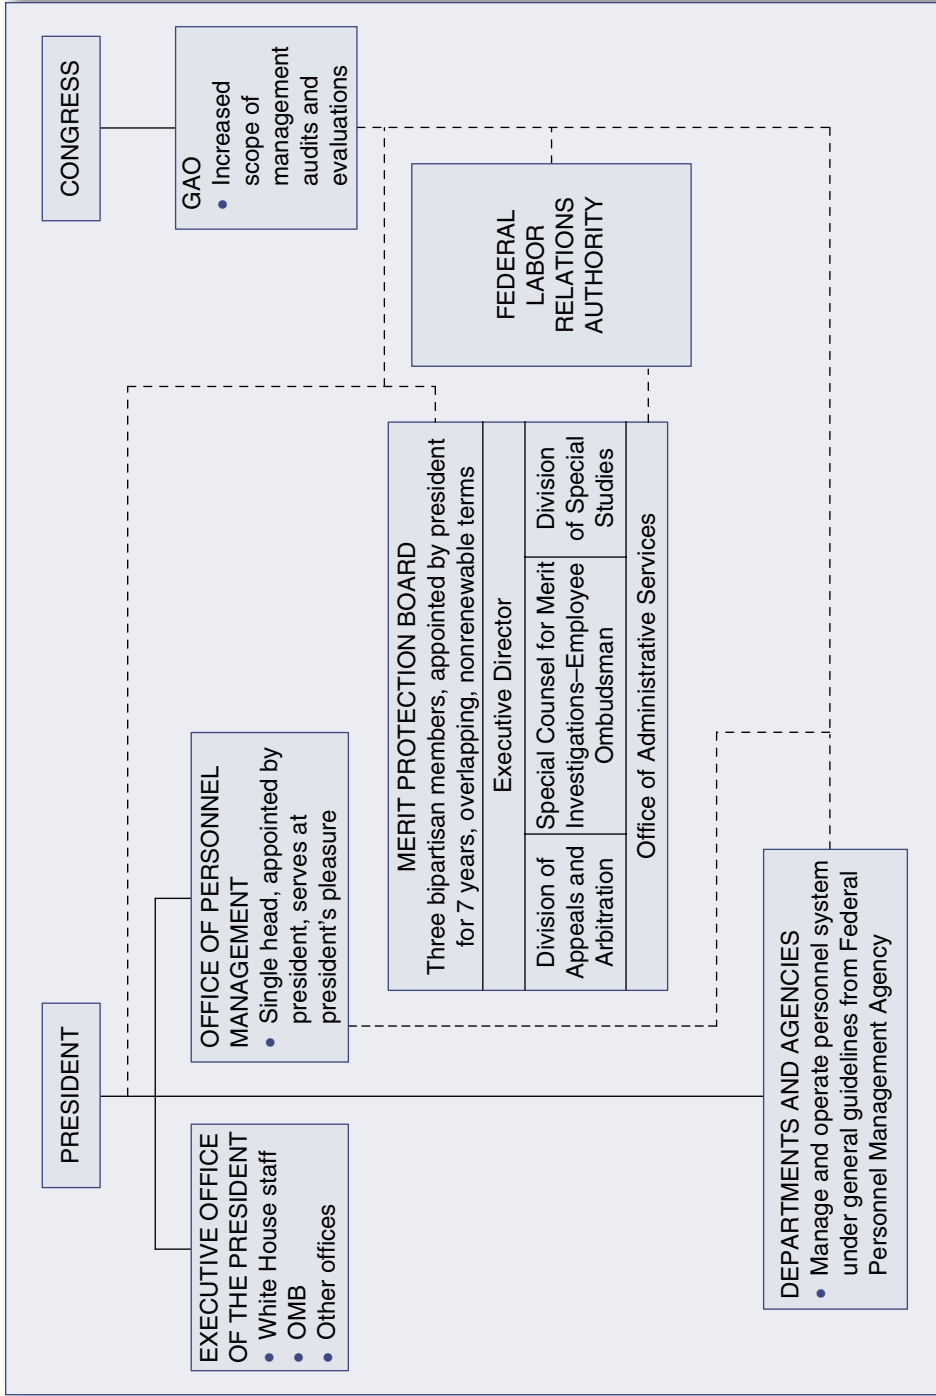 PRESIDENT
CONGRESS
EXECUTIVE OFFICE
OF THE PRESIDENT
• White House staff
• OMB
• Other offices
OFFICE OF PERSONNEL
MANAGEMENT
• Single head, appointed by
president, serves at
president's pleasure
GAO
• Increased
scope of
management
audits and
evaluations
MERIT PROTECTION BOARD
Three bipartisan members, appointed by president
for 7 years, overlapping, nonrenewable terms
Executive Director
Division of
Appeals and
Arbitration
Special Counsel for Merit
Investigations–Employee
Ombudsman
Division
of Special
Studies
Office of Administrative Services
FEDERAL
LABOR
RELATIONS
AUTHORITY
DEPARTMENTS AND AGENCIES
• Manage and operate personnel system
under general guidelines from Federal
Personnel Management Agency